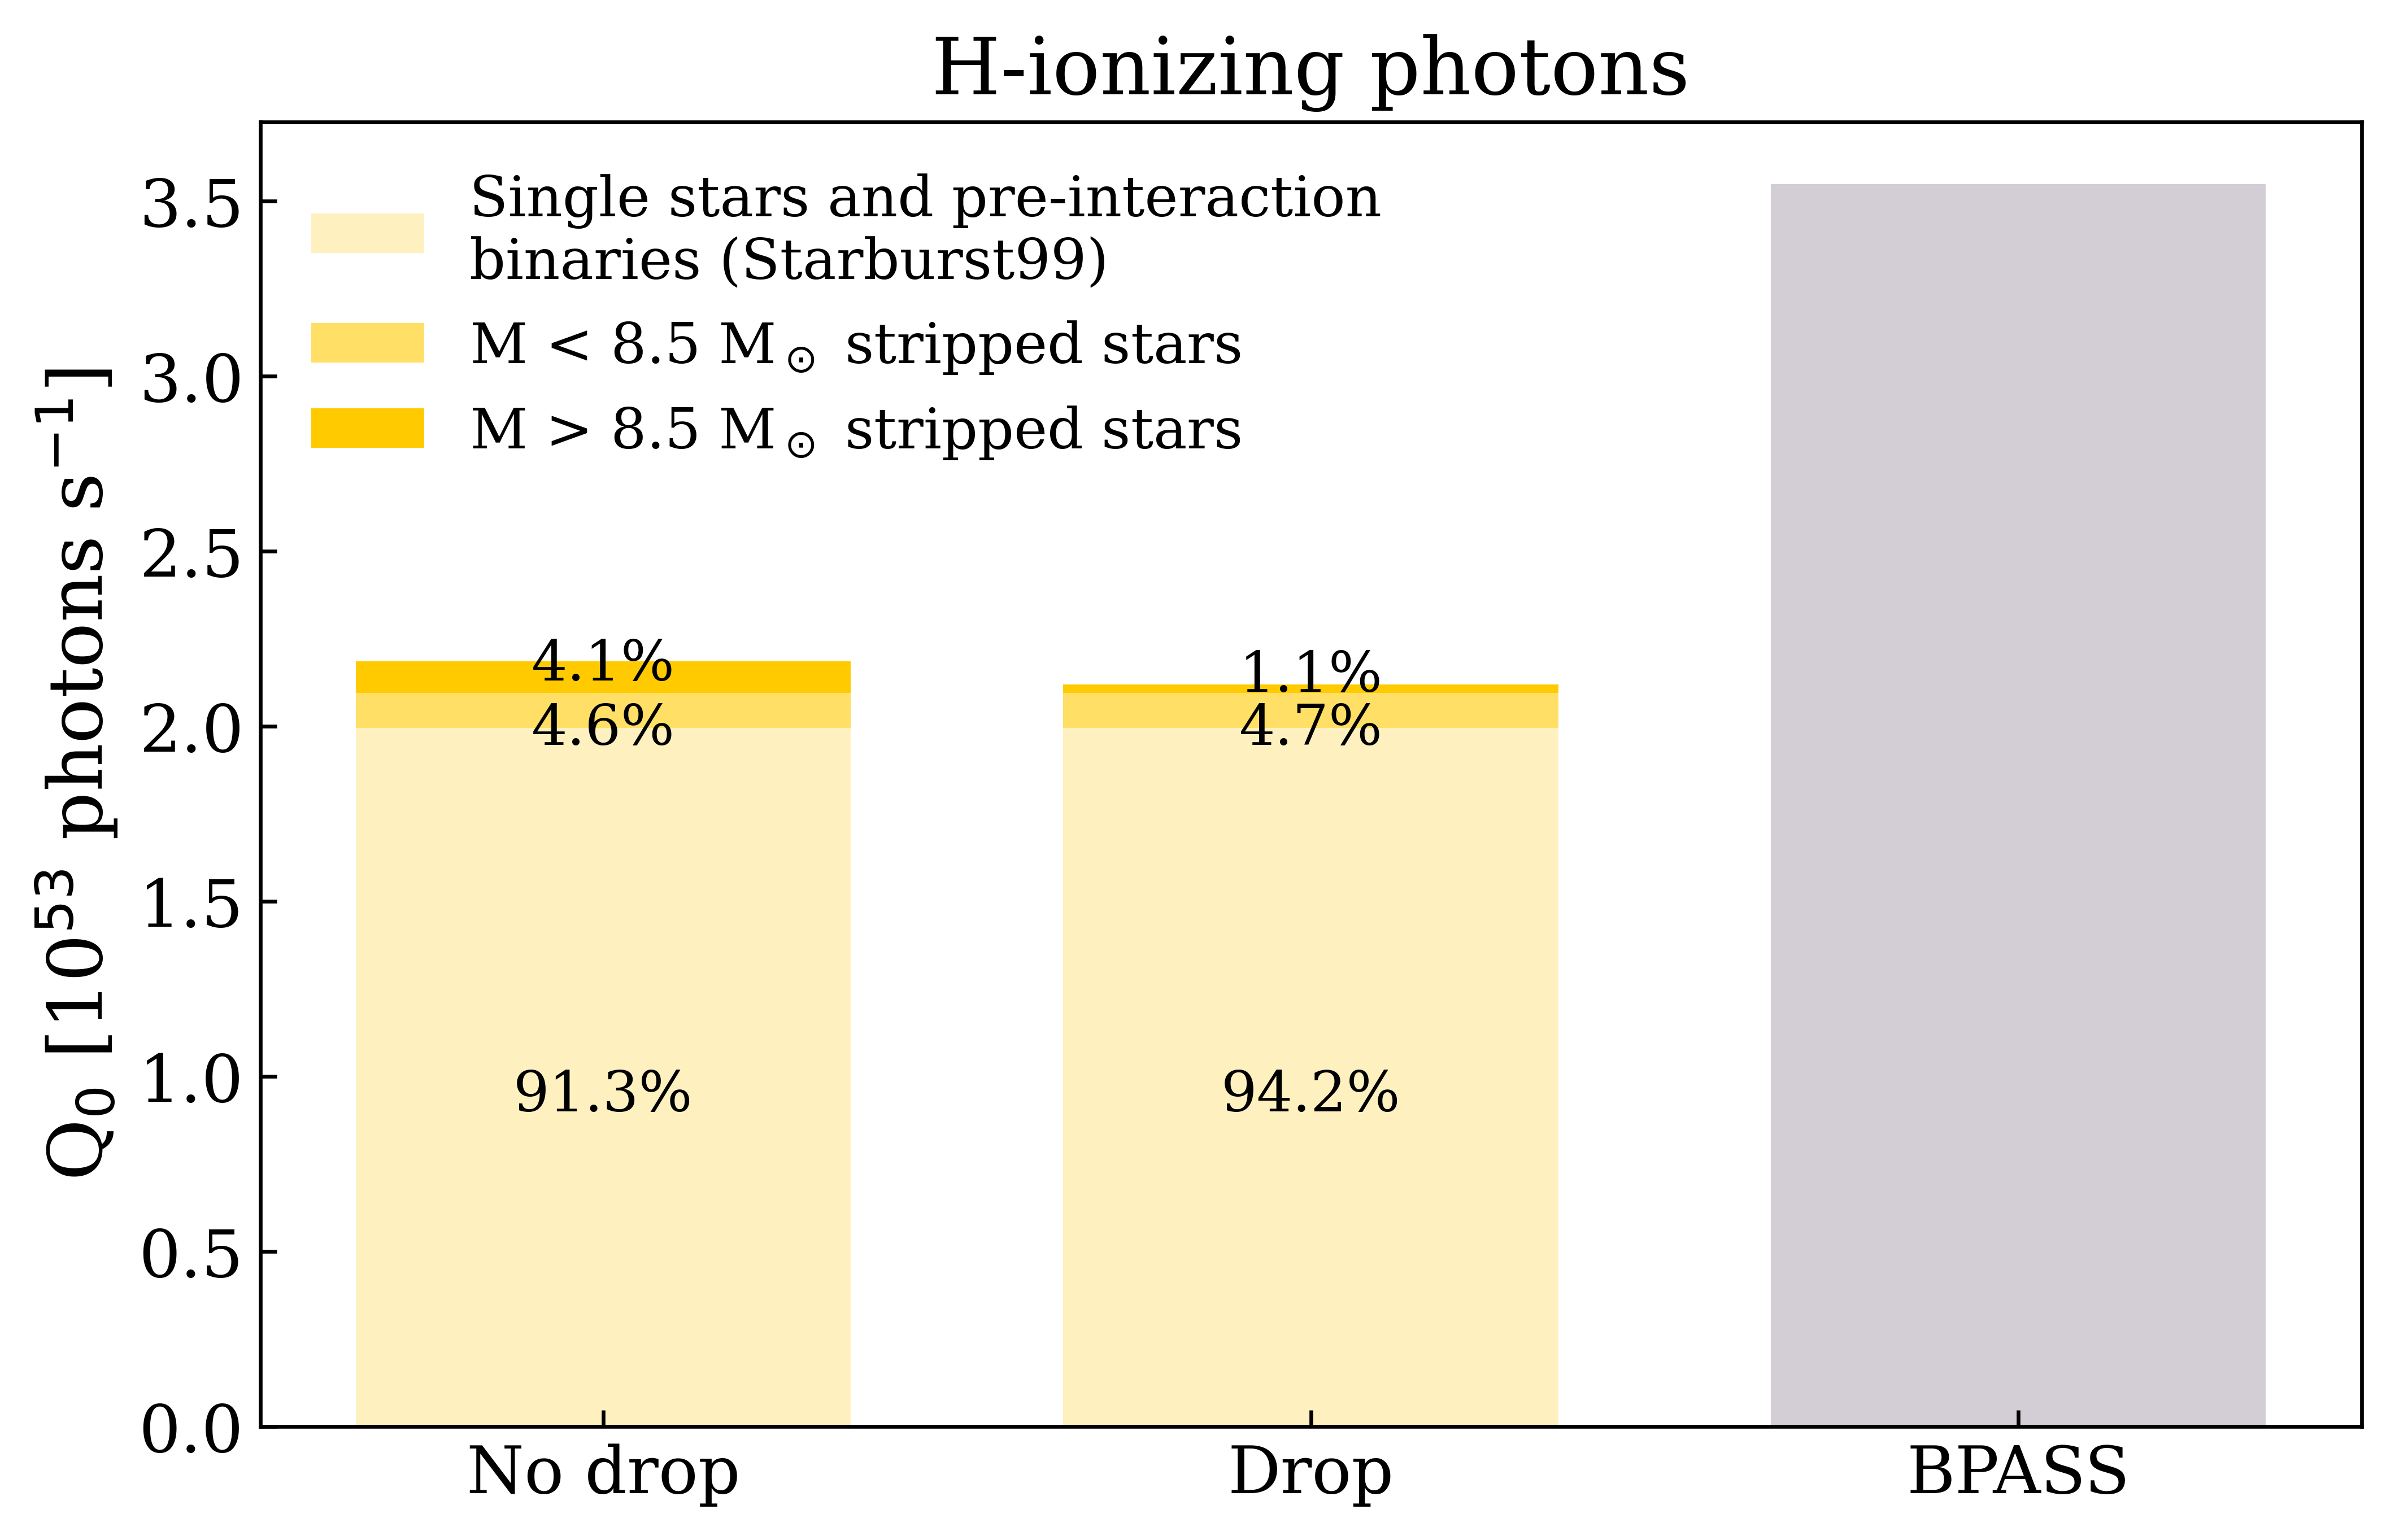 H-ionizing photons
Q₀ [10⁵³ photons s⁻¹]
3.5
3.0
2.5
2.0
1.5
1.0
0.5
0.0
Single stars and pre-interaction
binaries (Starburst99)
M < 8.5 M⊙ stripped stars
M > 8.5 M⊙ stripped stars
4.1%
4.6%
91.3%
1.1%
4.7%
94.2%
No drop
Drop
BPASS